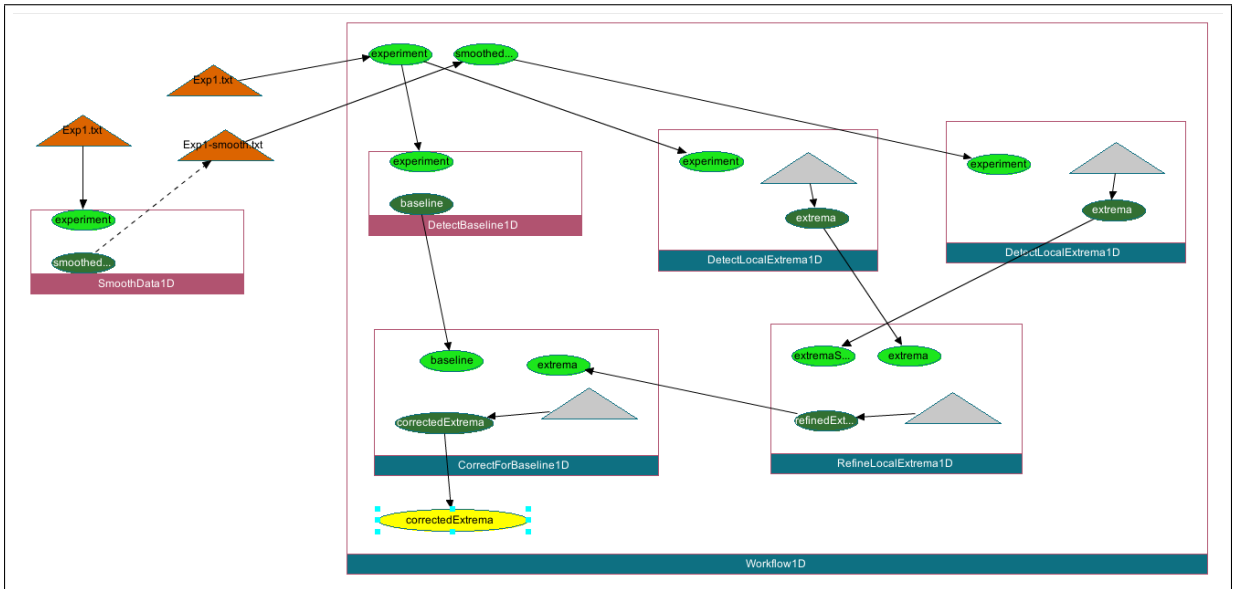 experiment
smoothed...
Exp1.txt
Exp1.txt
Exp1-smooth.txt
experiment
smoothed...
SmoothData1D
experiment
baseline
DetectBaseline1D
experiment
extrema
DetectLocalExtrema1D
experiment
extrema
DetectLocalExtrema1D
baseline
extrema
correctedExtrema
CorrectForBaseline1D
extremaS...
extrema
refinedExt...
RefineLocalExtrema1D
correctedExtrema
Workflow1D